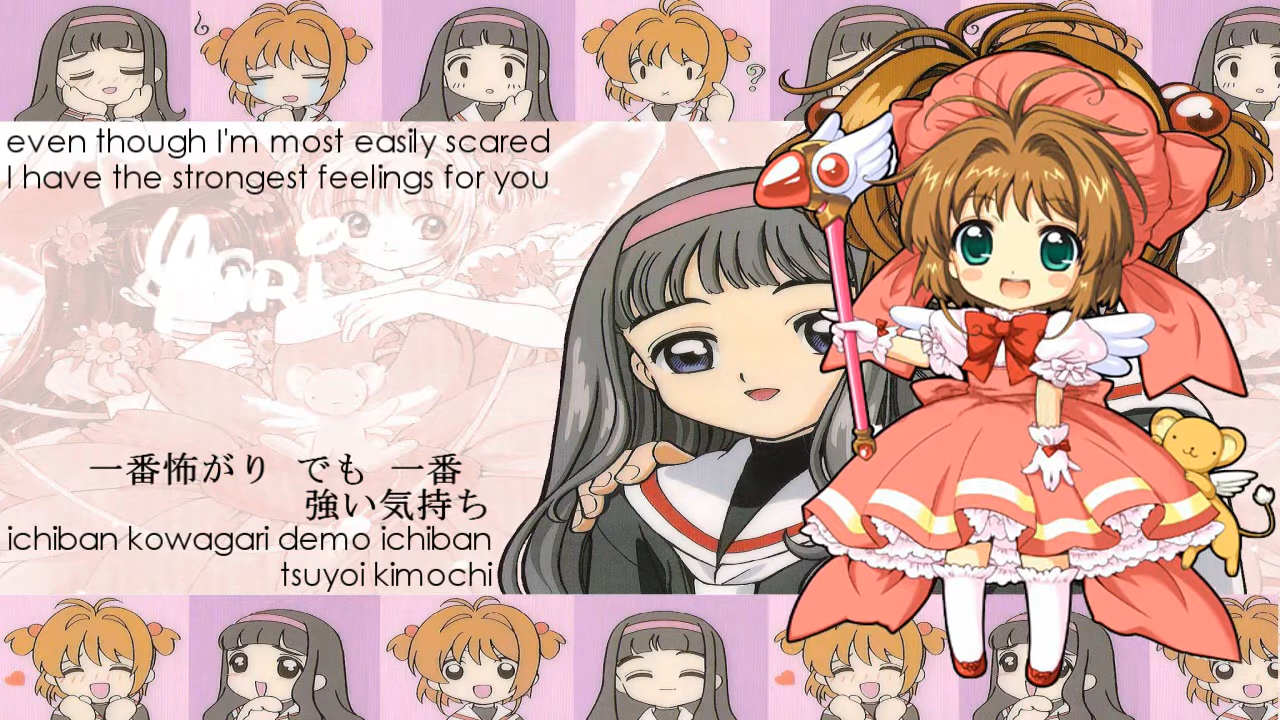 even though I'm most easily scared
I have the strongest feelings for you
一番怖がり でも 一番
強い気持ち
ichiban kowagari demo ichiban
tsuyoi kimochi